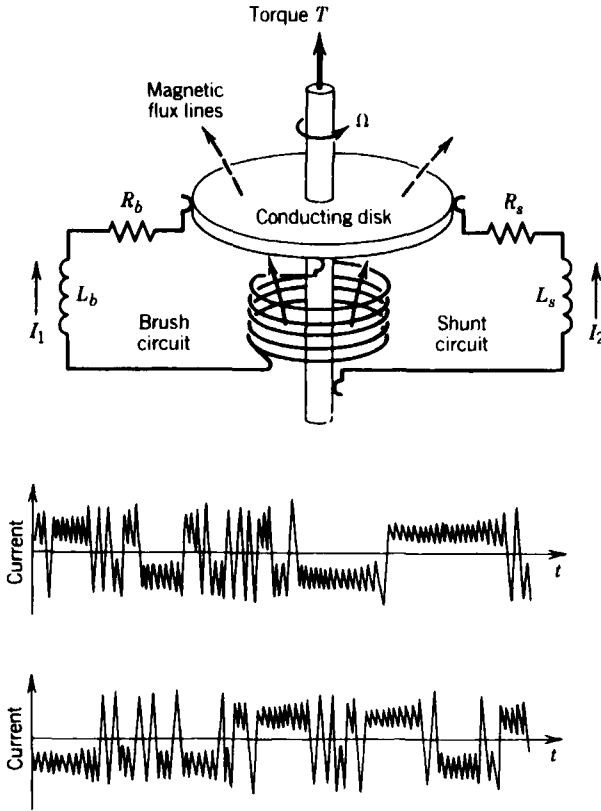 Torque T
Magnetic
flux lines
Ω
R_b
Conducting disk
R_s
I_1
L_b
Brush
circuit
Shunt
circuit
L_s
I_2
Current
t
Current
t